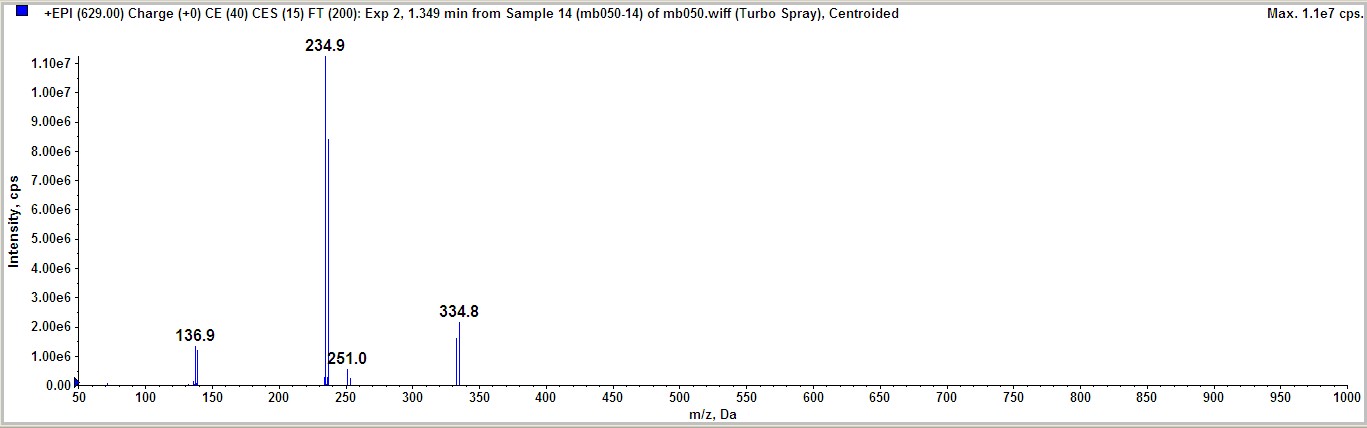 +EPI (629.00) Charge (+0) CE (40) CES (15) FT (200): Exp 2, 1.349 min from Sample 14 (mb050-14) of mb050.wiff (Turbo Spray), Centroided
Max. 1.1e7 cps.
234.9
1.10e7
1.00e7
9.00e6
8.00e6
7.00e6
6.00e6
5.00e6
4.00e6
3.00e6
2.00e6
1.00e6
0.00
Intensity, cps
334.8
136.9
251.0
50 100 150 200 250 300 350 400 450 500 550 600 650 700 750 800 850 900 950 1000
m/z, Da